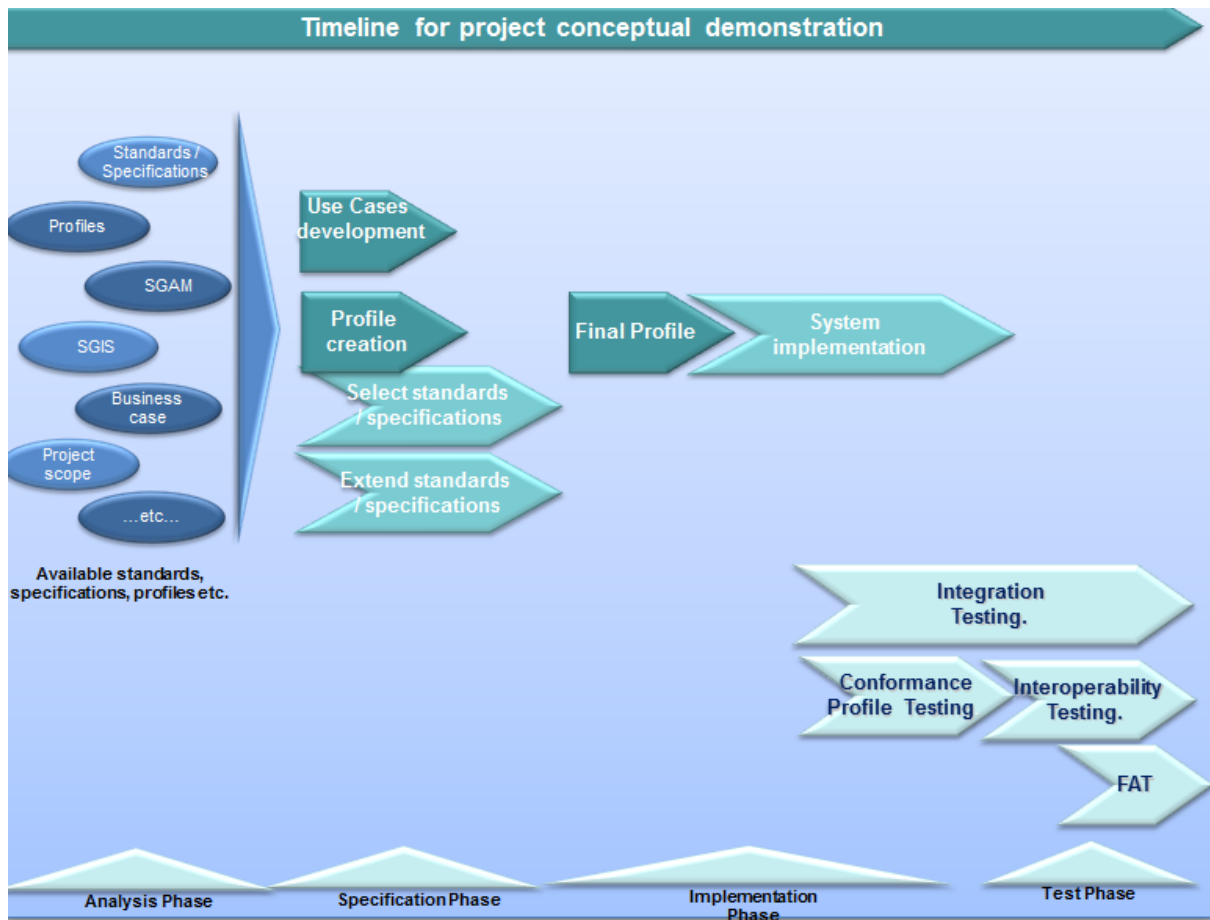 Timeline for project conceptual demonstration
Standards /
Specifications
Profiles
SGAM
SGIS
Business
case
Project
scope
...etc...
Available standards,
specifications, profiles etc.
Use Cases
development
Profile
creation
Select standards
/ specifications
Extend standards
/ specifications
Final Profile
System
implementation
Integration
Testing.
Conformance
Profile Testing
Interoperability
Testing.
FAT
Analysis Phase
Specification Phase
Implementation
Phase
Test Phase